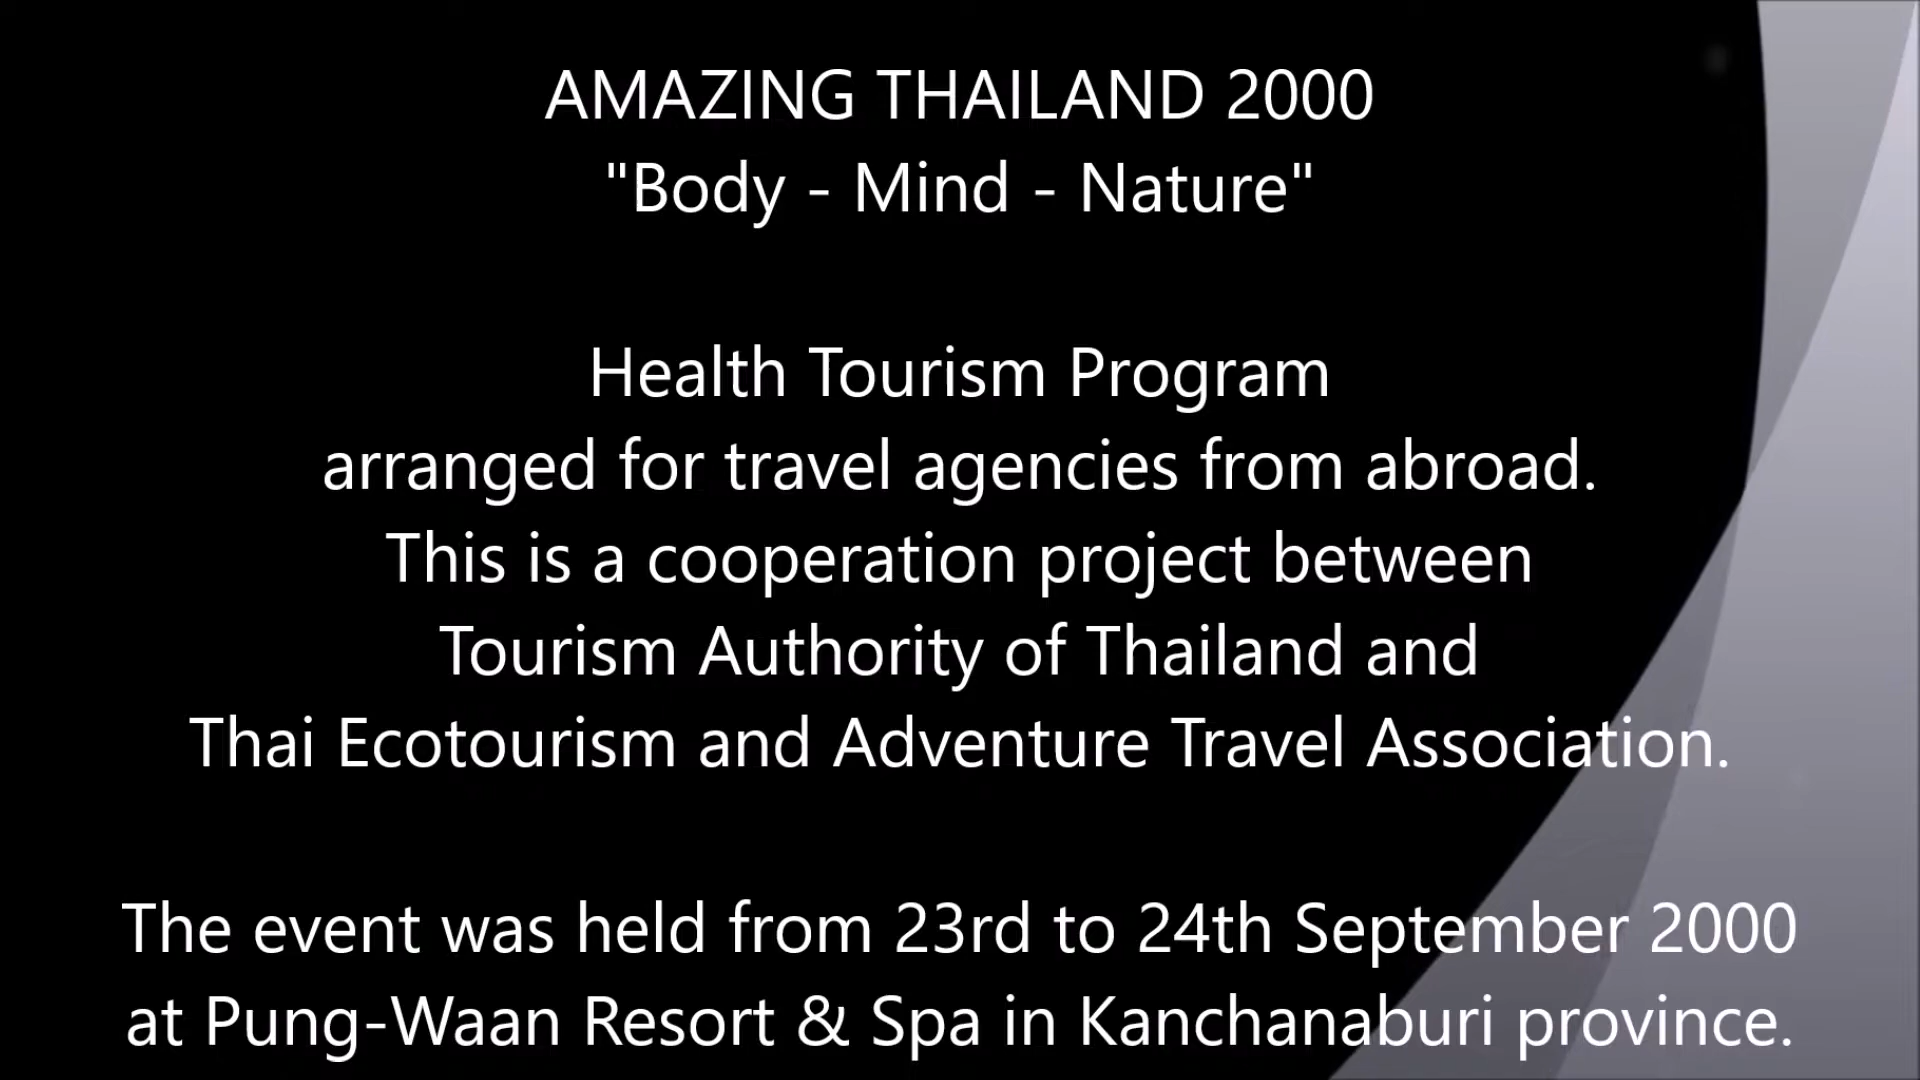 AMAZING THAILAND 2000
"Body - Mind - Nature"
Health Tourism Program
arranged for travel agencies from abroad.
This is a cooperation project between
Tourism Authority of Thailand and
Thai Ecotourism and Adventure Travel Association.
The event was held from 23rd to 24th September 2000
at Pung-Waan Resort & Spa in Kanchanaburi province.